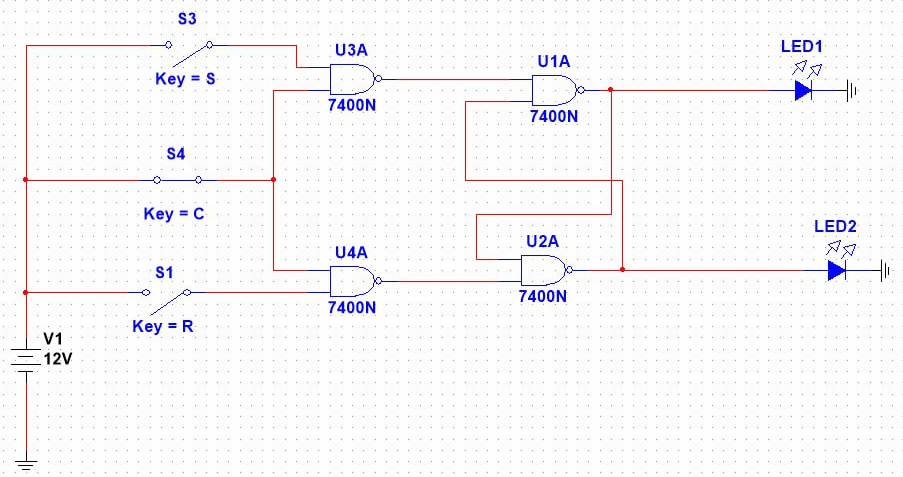 S3
Key = S
U3A
7400N
U1A
7400N
LED1
S4
Key = C
S1
Key = R
U4A
7400N
U2A
7400N
LED2
V1
12V